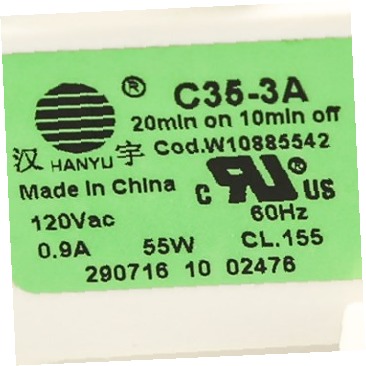 ® C35-3A
20min on 10min off
汉 HANYU 宇 Cod.W10885542
Made in China
c RU ® US
120Vac 60Hz
0.9A 55W CL.155
290716 10 02476